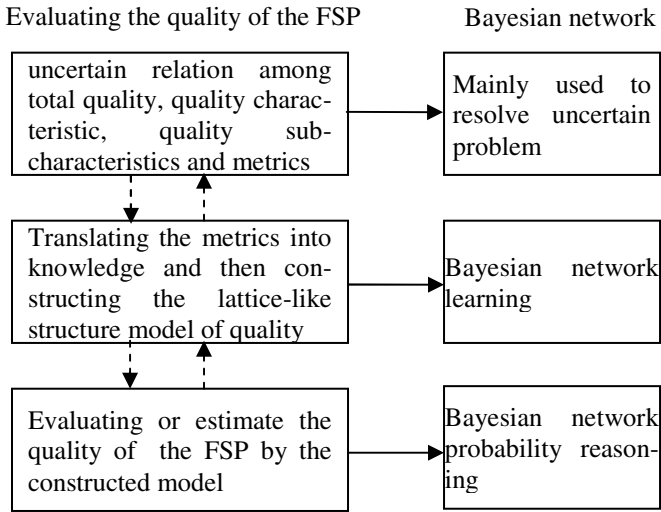 Evaluating the quality of the FSP
Bayesian network
uncertain relation among
total quality, quality charac-
teristic, quality sub-
characteristics and metrics
Mainly used to
resolve uncertain
problem
Translating the metrics into
knowledge and then con-
structing the lattice-like
structure model of quality
Bayesian network
learning
Evaluating or estimate the
quality of the FSP by the
constructed model
Bayesian network
probability reason-
ing